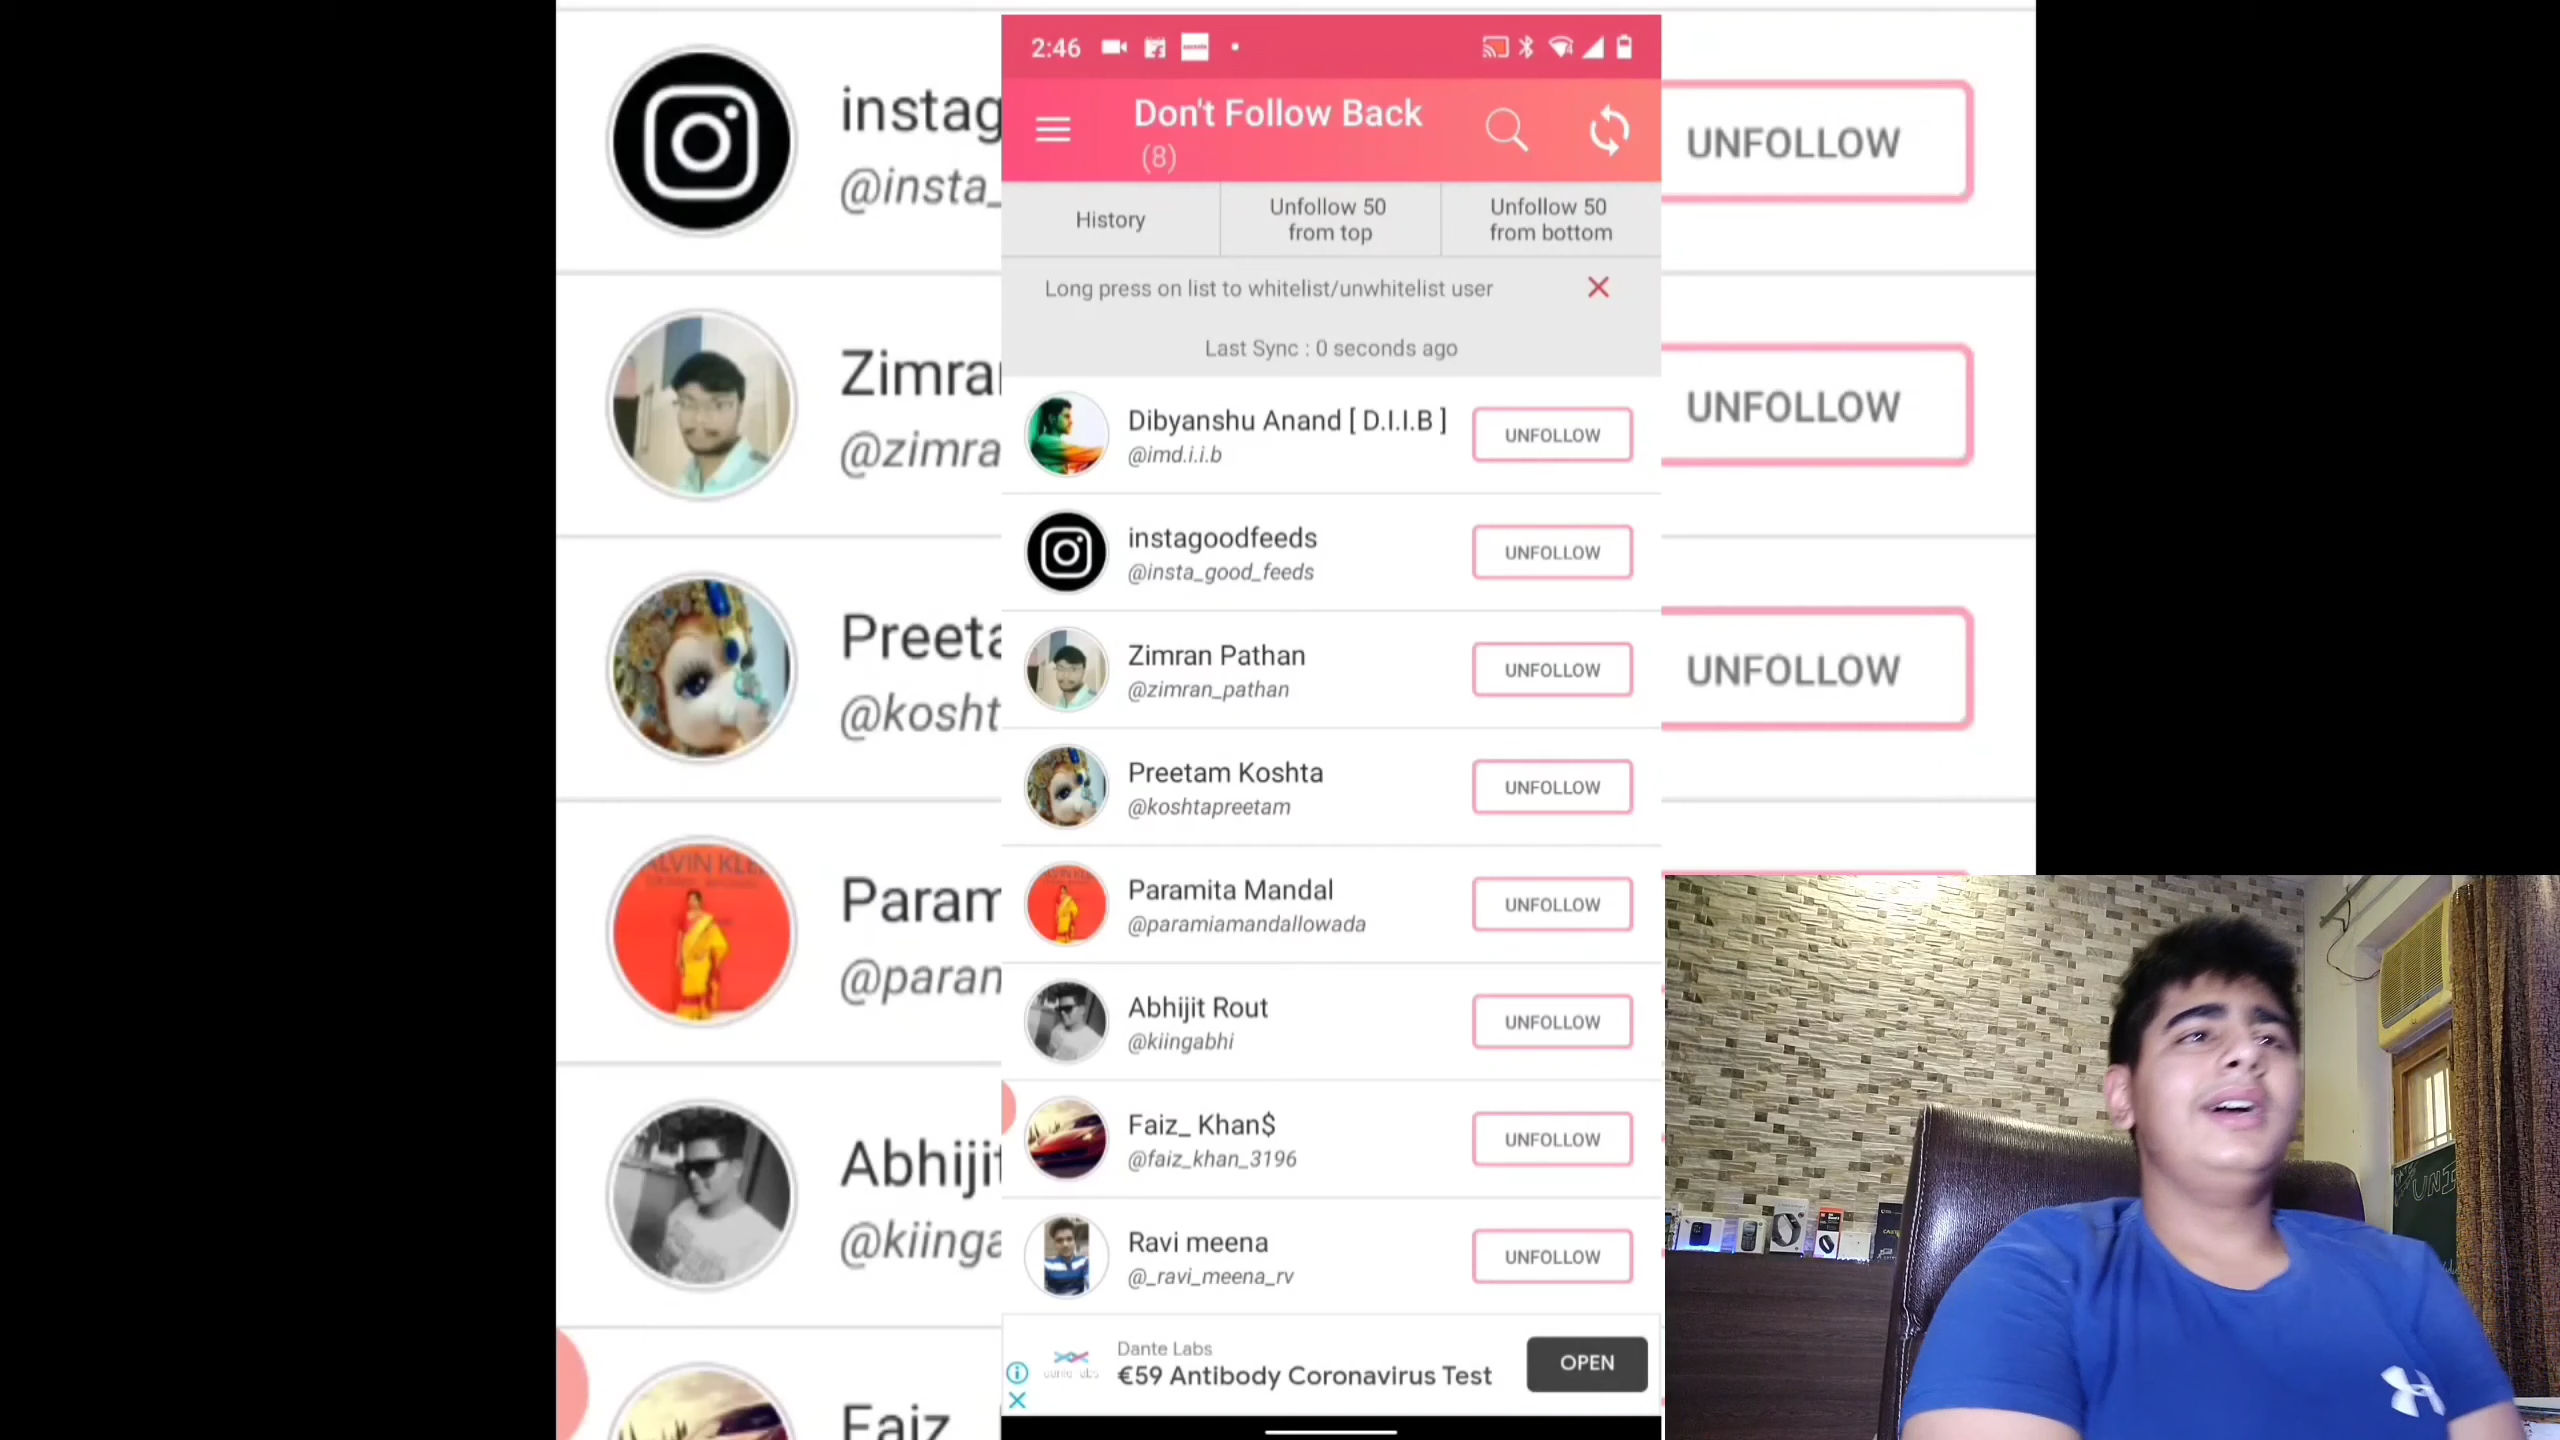 2:46
Don't Follow Back
(8)
History
Unfollow 50
from top
Unfollow 50
from bottom
Long press on list to whitelist/unwhitelist user
Last Sync : 0 seconds ago
Dibyanshu Anand [ D.I.I.B ]
@imd.i.i.b
UNFOLLOW
instagoodfeeds
@insta_good_feeds
UNFOLLOW
Zimran Pathan
@zimran_pathan
UNFOLLOW
Preetam Koshta
@koshtapreetam
UNFOLLOW
Paramita Mandal
@paramiamandallowada
UNFOLLOW
Abhijit Rout
@kiingabhi
UNFOLLOW
Faiz_ Khan$
@faiz_khan_3196
UNFOLLOW
Ravi meena
@_ravi_meena_rv
UNFOLLOW
Dante Labs
€59 Antibody Coronavirus Test
OPEN
instag
@insta_
UNFOLLOW
Zimra
@zimra
UNFOLLOW
Preeta
@kosht
UNFOLLOW
Param
@param
Abhijit
@kiinga
Faiz